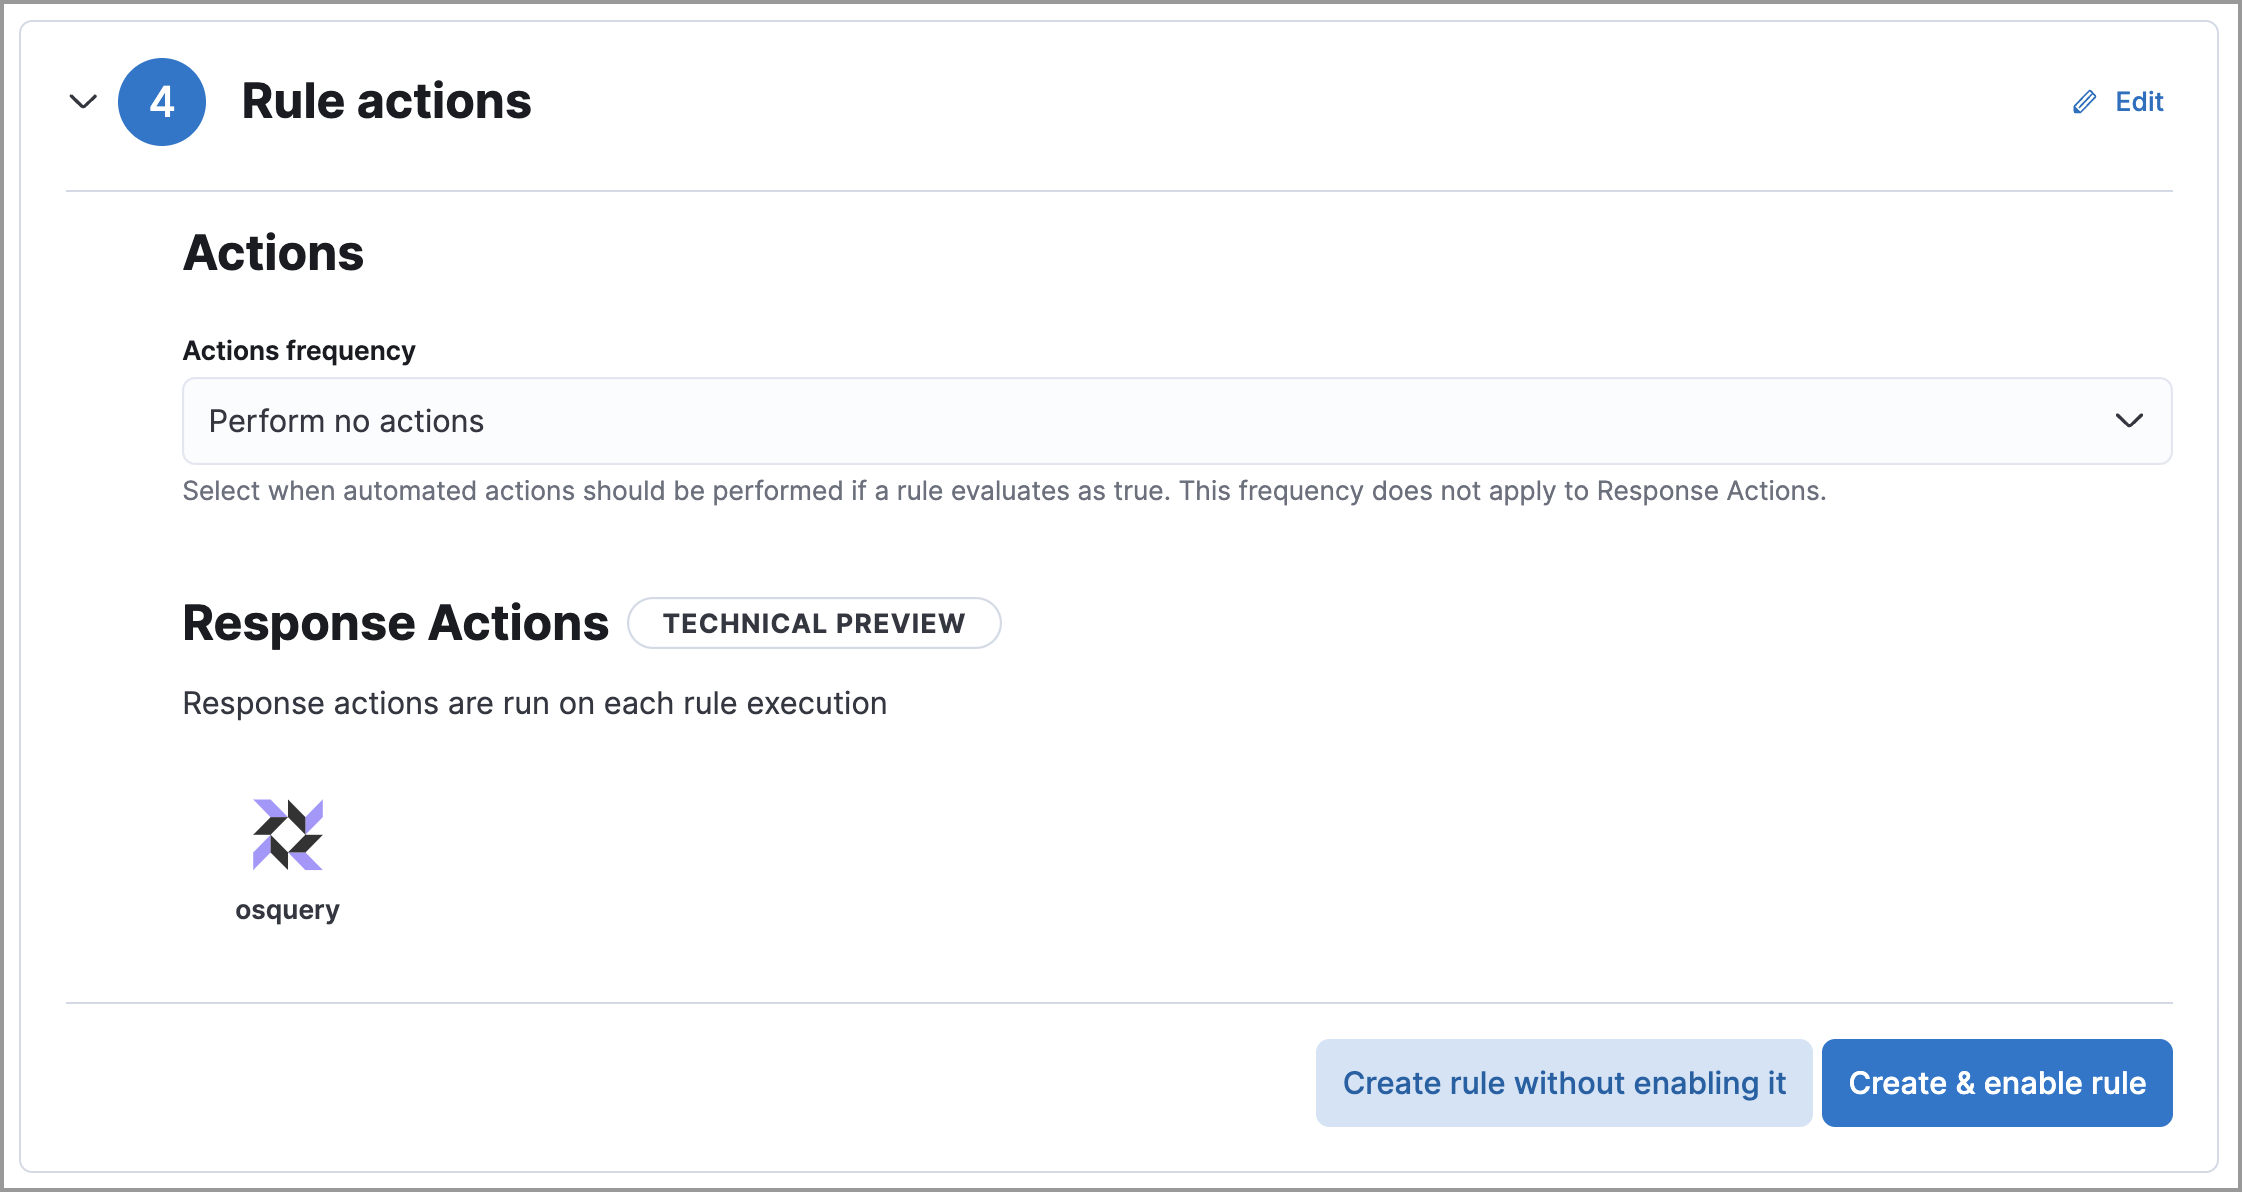 4 Rule actions Edit
Actions
Actions frequency
Perform no actions
Select when automated actions should be performed if a rule evaluates as true. This frequency does not apply to Response Actions.
Response Actions TECHNICAL PREVIEW
Response actions are run on each rule execution
osquery
Create rule without enabling it Create & enable rule